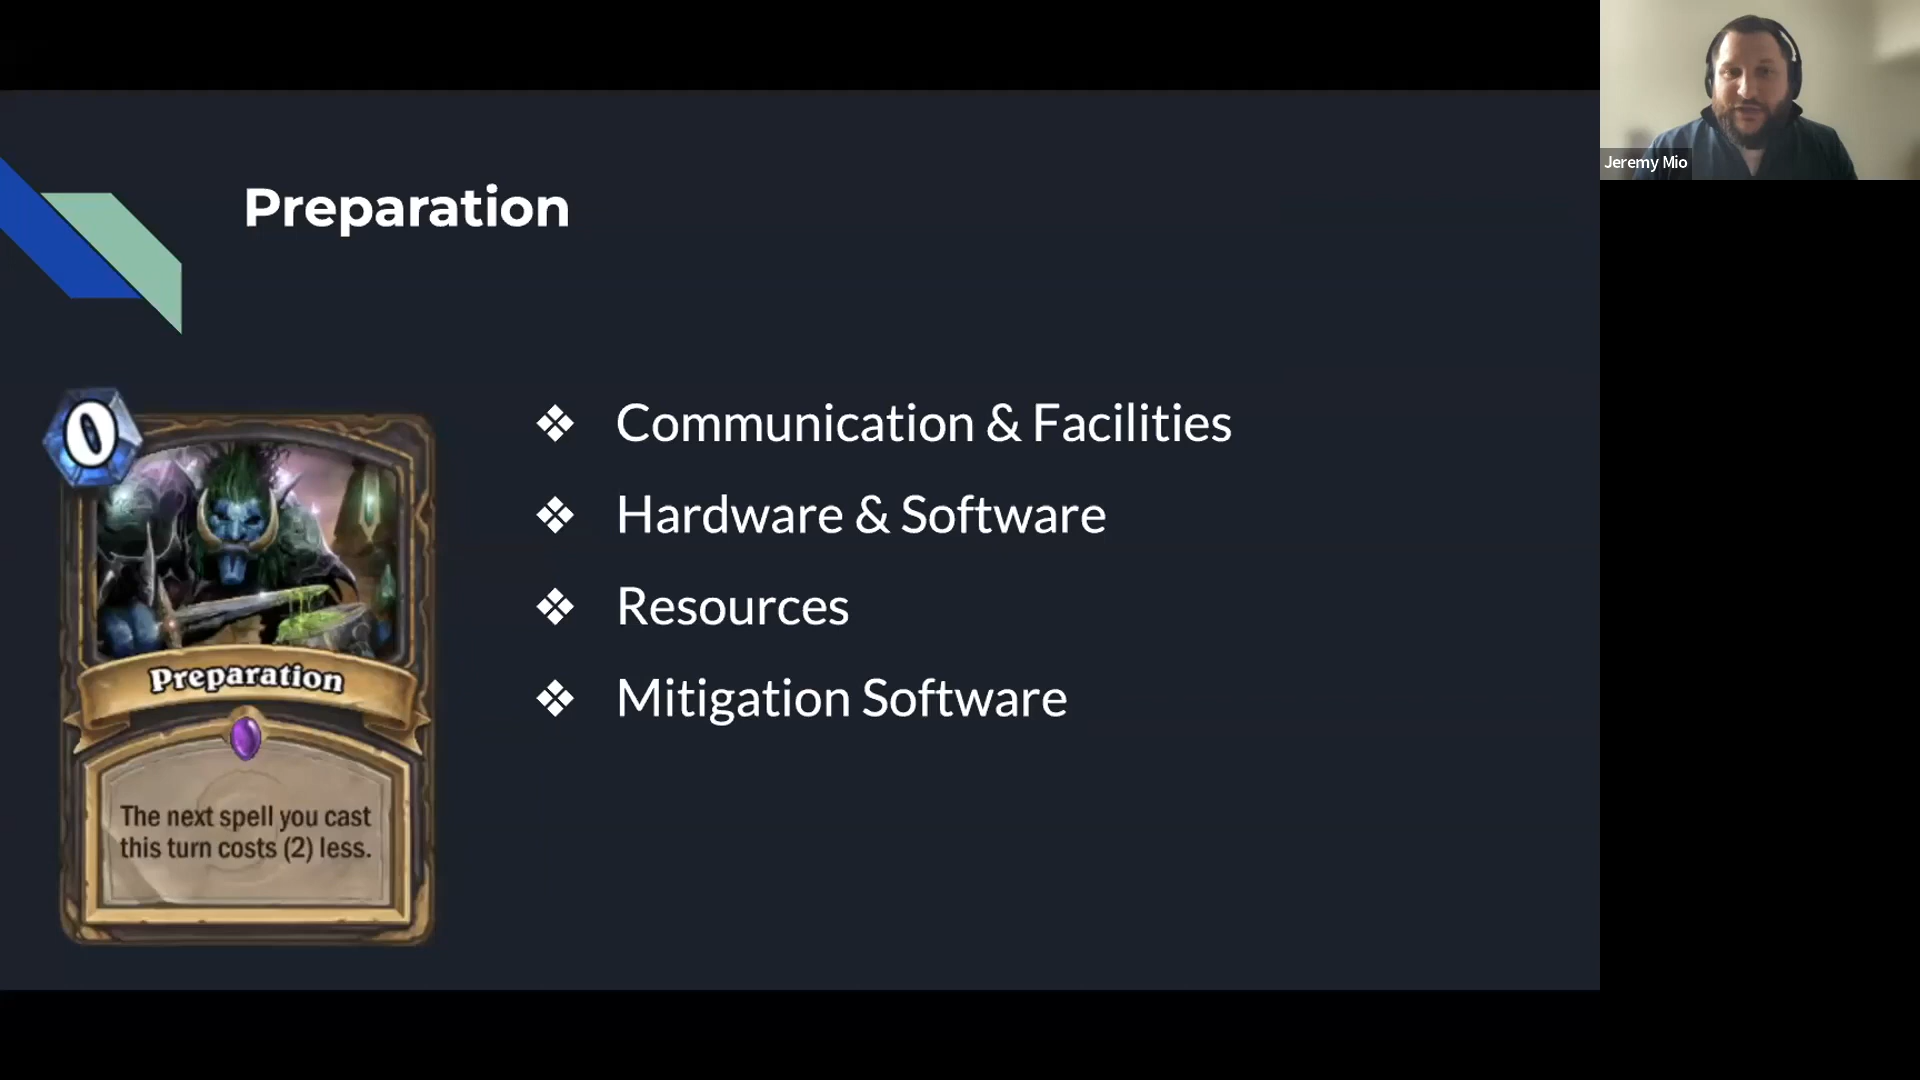 Preparation
Communication & Facilities
Hardware & Software
Resources
Mitigation Software
0
Preparation
The next spell you cast
this turn costs (2) less.
Jeremy Mio